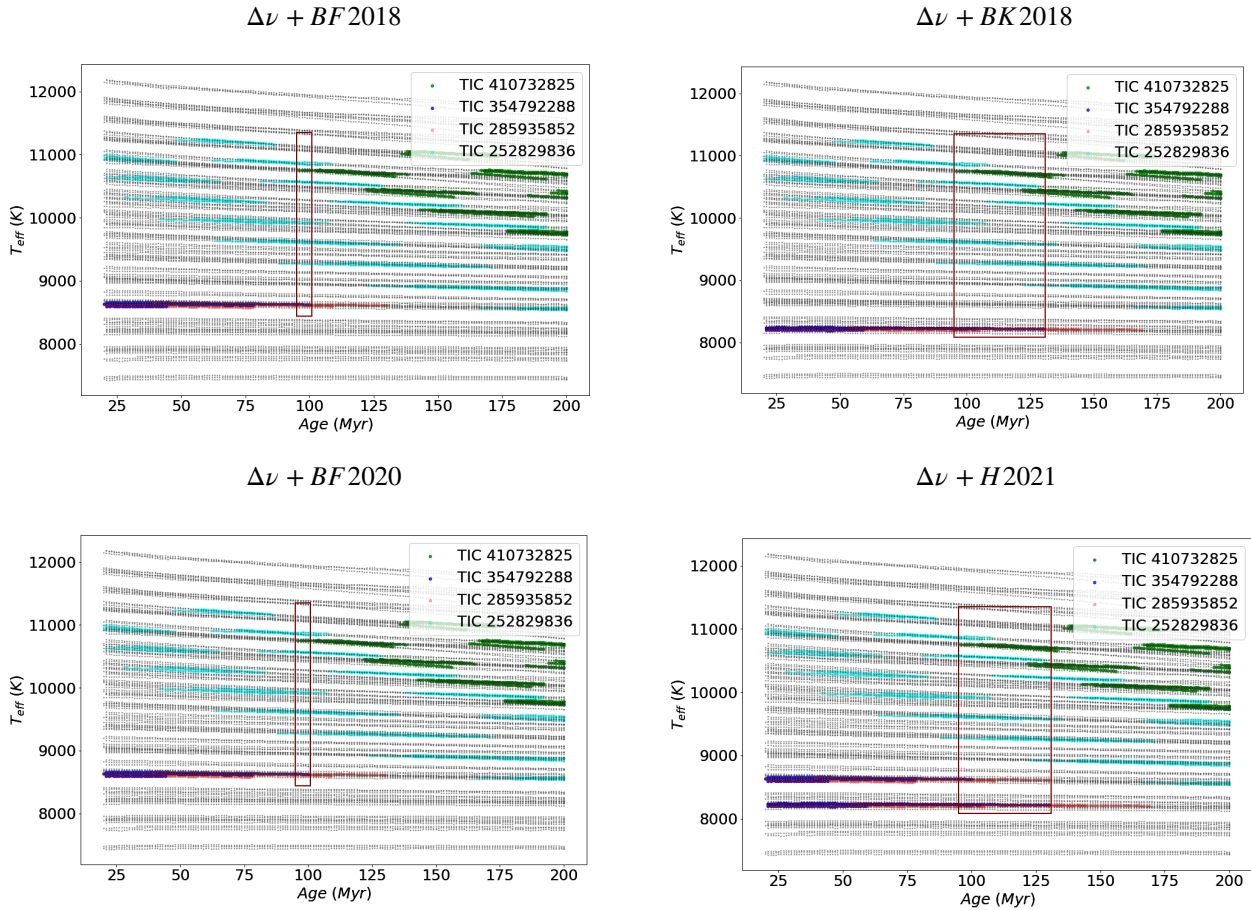 Δν + BF2018
Δν + BK2018
TIC 410732825
TIC 354792288
TIC 285935852
TIC 252829836
12000
11000
10000
9000
8000
T_eff (K)
25 50 75 100 125 150 175 200
Age (Myr)
TIC 410732825
TIC 354792288
TIC 285935852
TIC 252829836
12000
11000
10000
9000
8000
T_eff (K)
25 50 75 100 125 150 175 200
Age (Myr)
Δν + BF2020
Δν + H2021
TIC 410732825
TIC 354792288
TIC 285935852
TIC 252829836
12000
11000
10000
9000
8000
T_eff (K)
25 50 75 100 125 150 175 200
Age (Myr)
TIC 410732825
TIC 354792288
TIC 285935852
TIC 252829836
12000
11000
10000
9000
8000
T_eff (K)
25 50 75 100 125 150 175 200
Age (Myr)